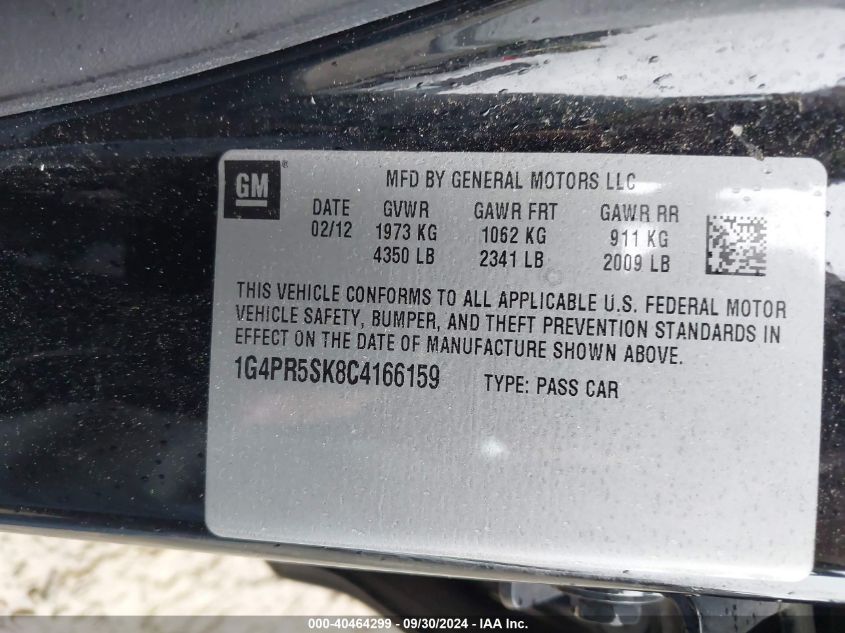 GM ®
MFD BY GENERAL MOTORS LLC
DATE GVWR GAWR FRT GAWR RR
02/12 1973 KG 1062 KG 911 KG
4350 LB 2341 LB 2009 LB
THIS VEHICLE CONFORMS TO ALL APPLICABLE U.S. FEDERAL MOTOR
VEHICLE SAFETY, BUMPER, AND THEFT PREVENTION STANDARDS IN
EFFECT ON THE DATE OF MANUFACTURE SHOWN ABOVE.
1G4PR5SK8C4166159 TYPE: PASS CAR
000-40464299 - 09/30/2024 - IAA Inc.